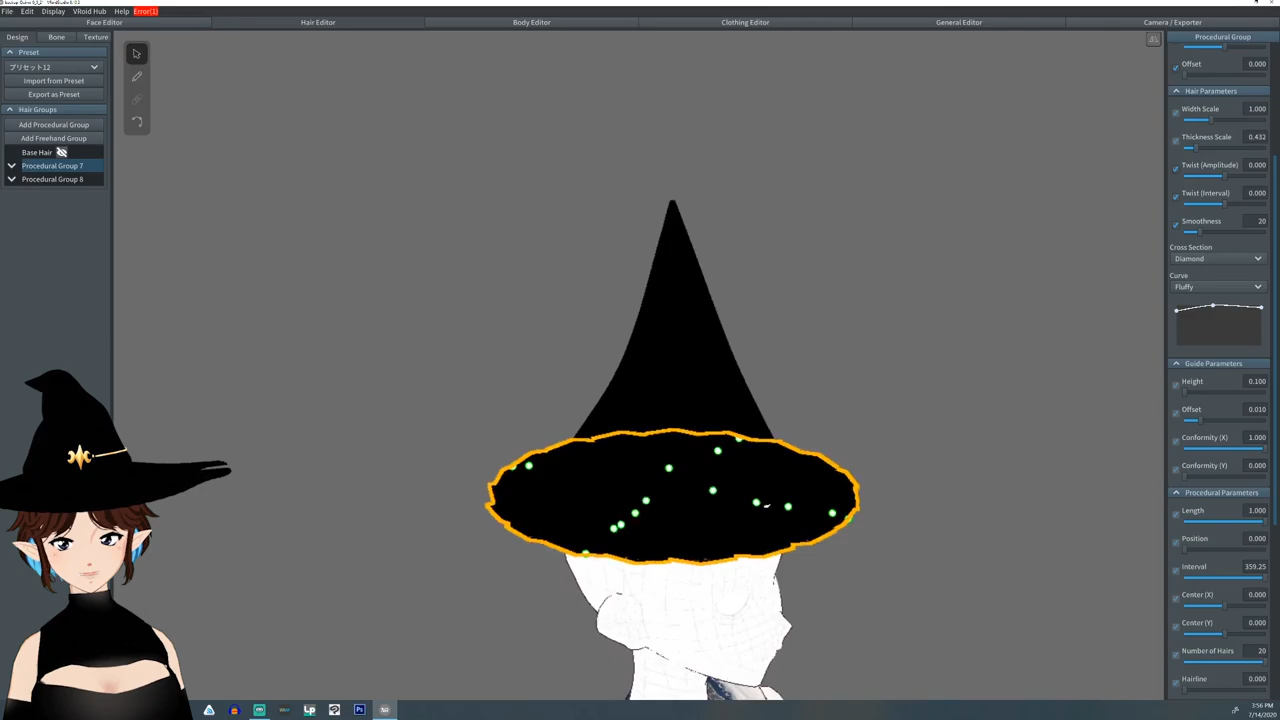 File Edit Display VRoid Hub Help Error(1)
Face Editor Hair Editor Body Editor Clothing Editor General Editor Camera / Exporter
Design Bone Texture
Preset
プリセット12
Import from Preset
Export as Preset
Hair Groups
Add Procedural Group
Add Freehand Group
Base Hair
Procedural Group 7
Procedural Group 8
Procedural Group
Offset 0.000
Hair Parameters
Width Scale 1.000
Thickness Scale 0.432
Twist (Amplitude) 0.000
Twist (Interval) 0.000
Smoothness 20
Cross Section
Diamond
Curve
Fluffy
Guide Parameters
Height 0.100
Offset 0.010
Conformity (X) 1.000
Conformity (Y) 0.000
Procedural Parameters
Length 1.000
Position 0.000
Interval 359.25
Center (X) 0.000
Center (Y) 0.000
Number of Hairs 20
Hairline 0.000
Lp
Ps
3:56 PM
7/14/2020